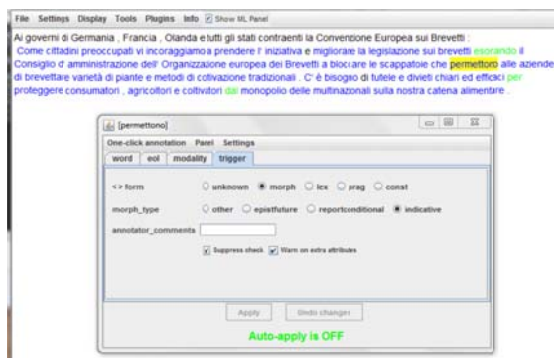 File Settings Display Tools Plugins Info Show ML Panel
Ai governi di Germania , Francia , Olanda e tutti gli stati contraenti la Convenzione Europea sui Brevetti :
Come cittadini preoccupati vi incoraggiamo a prendere l' iniziativa e migliorare la legislazione sui brevetti esorando il
Consiglio d' amministrazione dell' Organizzazione europea dei Brevetti a bloccare le scappatoie che permettono alle aziende
di brevettare varietà di piante e metodi di coltivazione tradizionali . C' è bisogno di tutele e divieti chiari ed efficaci per
proteggere consumatori , agricoltori e coltivatori dal monopolio delle multinazionali sulla nostra catena alimentare .
[permettono]
One-click annotation Panel Settings
word eol modality trigger
<> form unknown morph lex prag const
morph_type other epistfuture reportconditional indicative
annotator_comments
Suppress check Warn on extra attributes
Apply Undo changes
Auto-apply is OFF